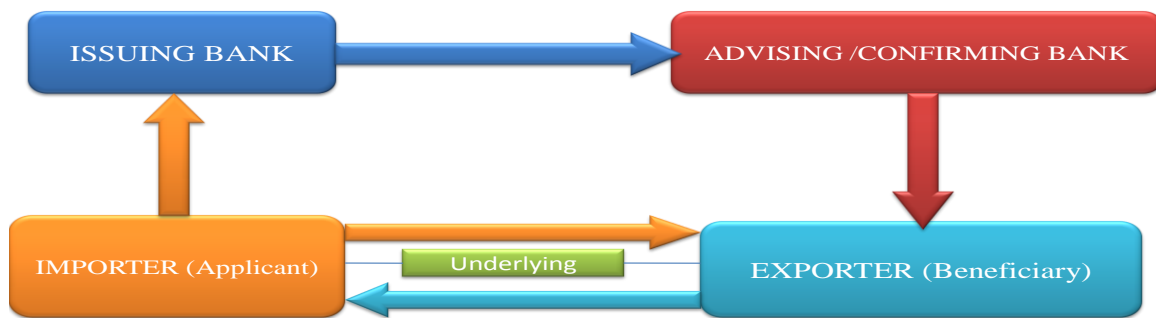 ISSUING BANK
ADVISING /CONFIRMING BANK
IMPORTER (Applicant)
Underlying
EXPORTER (Beneficiary)